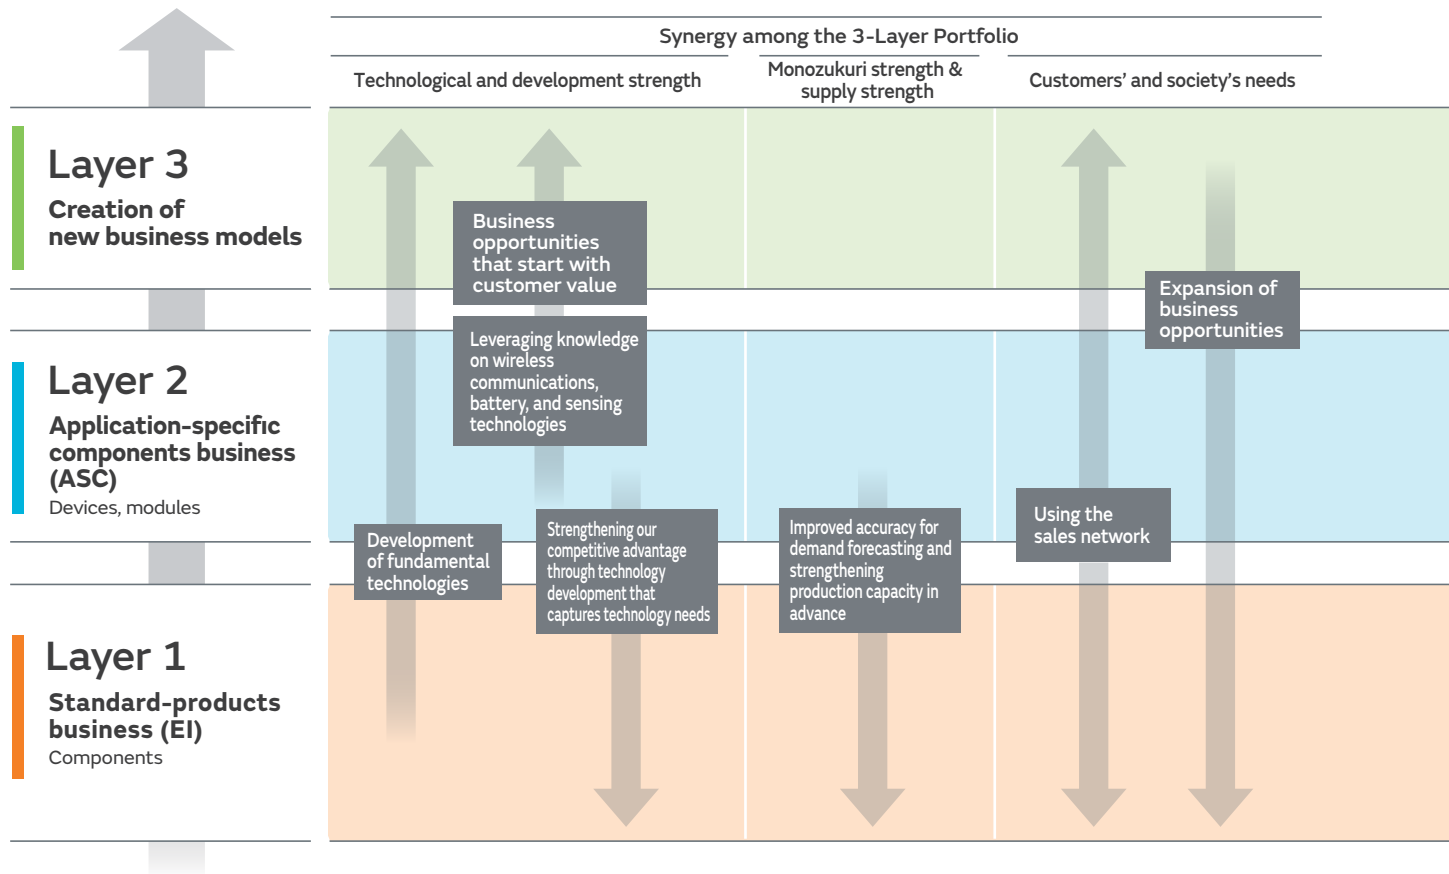 Synergy among the 3-Layer Portfolio
Technological and development strength
Monozukuri strength &
supply strength
Customers’ and society’s needs
Layer 3
Creation of
new business models
Business
opportunities
that start with
customer value
Expansion of
business
opportunities
Layer 2
Application-specific
components business
(ASC)
Devices, modules
Leveraging knowledge
on wireless
communications,
battery, and sensing
technologies
Using the
sales network
Development
of fundamental
technologies
Strengthening our
competitive advantage
through technology
development that
captures technology needs
Improved accuracy for
demand forecasting and
strengthening
production capacity in
advance
Layer 1
Standard-products
business (EI)
Components